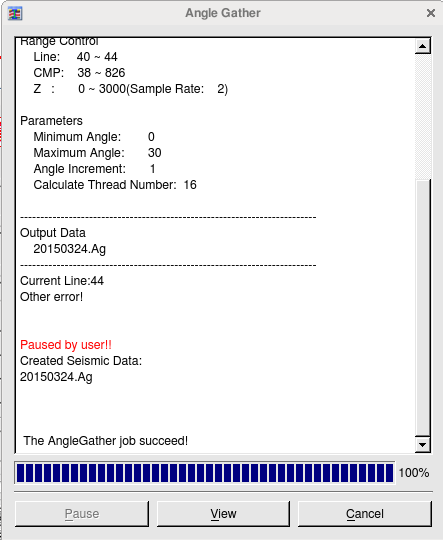 Angle Gather
Range Control
Line: 40 ~ 44
CMP: 38 ~ 826
Z : 0 ~ 3000(Sample Rate: 2)
Parameters
Minimum Angle: 0
Maximum Angle: 30
Angle Increment: 1
Calculate Thread Number: 16
--------------------------------------------------------------------------
Output Data
20150324.Ag
--------------------------------------------------------------------------
Current Line:44
Other error!
Paused by user!!
Created Seismic Data:
20150324.Ag
The AngleGather job succeed!
100%
Pause View Cancel